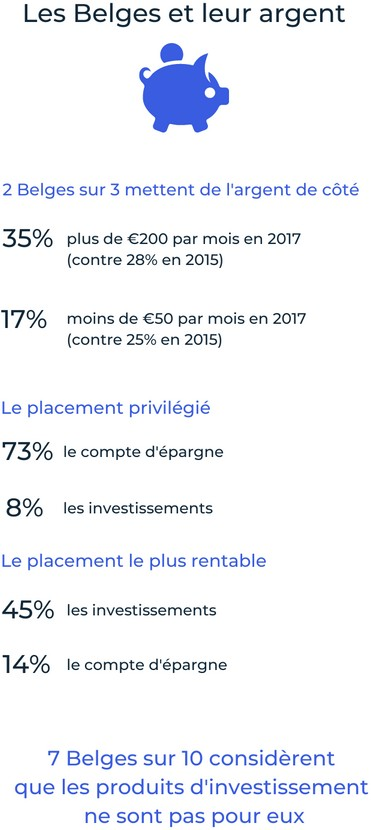 Les Belges et leur argent
2 Belges sur 3 mettent de l'argent de côté
35% plus de €200 par mois en 2017
(contre 28% en 2015)
17% moins de €50 par mois en 2017
(contre 25% en 2015)
Le placement privilégié
73% le compte d'épargne
8% les investissements
Le placement le plus rentable
45% les investissements
14% le compte d'épargne
7 Belges sur 10 considèrent
que les produits d'investissement
ne sont pas pour eux